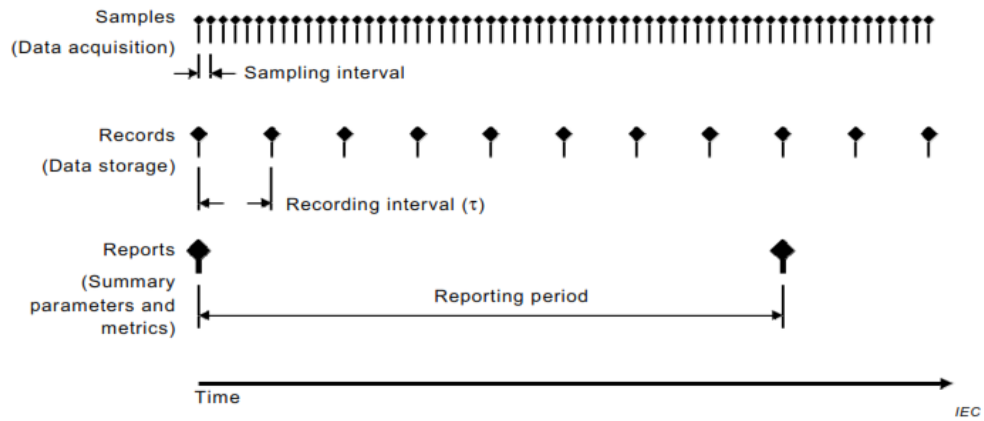 Samples
(Data acquisition)
Sampling interval
Records
(Data storage)
Recording interval (τ)
Reports
(Summary
parameters and
metrics)
Reporting period
Time
IEC